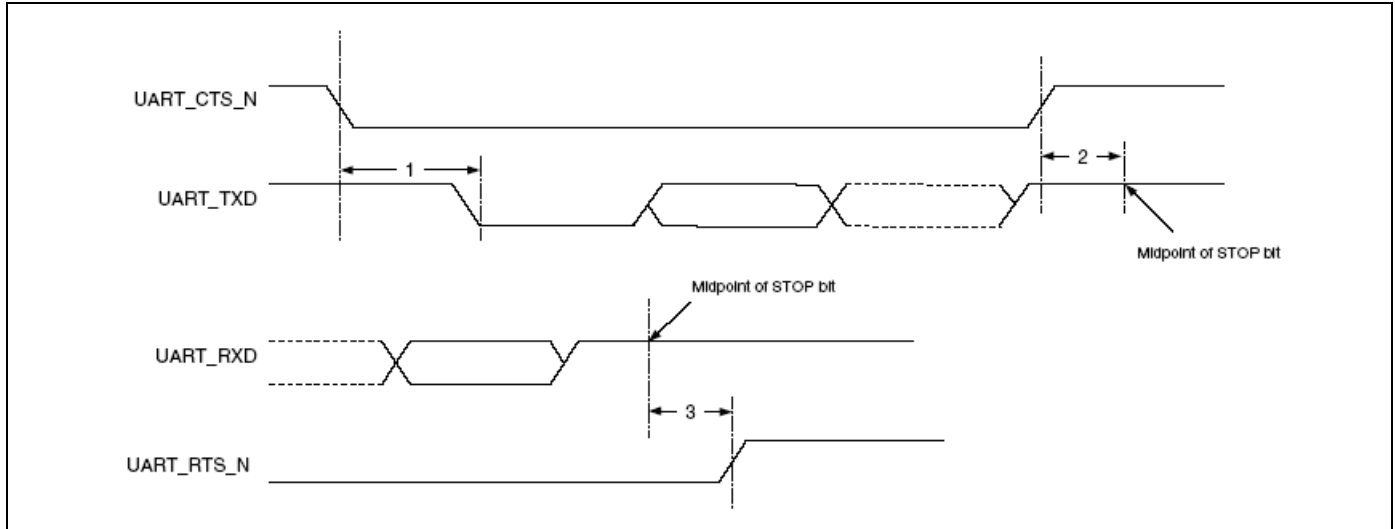 UART_CTS_N
1
2
UART_TXD
Midpoint of STOP bit
Midpoint of STOP bit
UART_RXD
3
UART_RTS_N